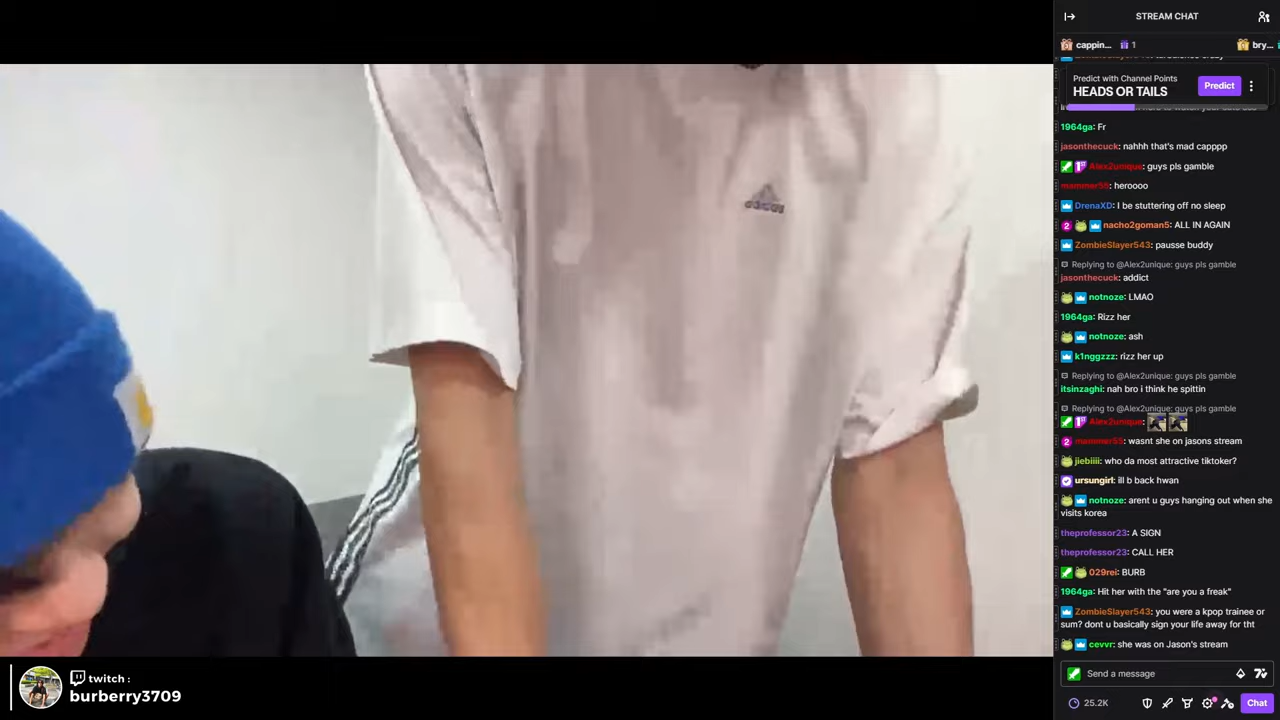 STREAM CHAT
cappin... 1
bry...
Predict with Channel Points
HEADS OR TAILS
Predict
1964ga: Fr
jasonthecuck: nahhh that's mad capppp
Alex2unique: guys pls gamble
mammer55: heroooo
DrenaXD: I be stuttering off no sleep
2 nacho2goman5: ALL IN AGAIN
ZombieSlayer543: pausse buddy
Replying to @Alex2unique: guys pls gamble
jasonthecuck: addict
notnoze: LMAO
1964ga: Rizz her
notnoze: ash
k1nggzzz: rizz her up
Replying to @Alex2unique: guys pls gamble
itsinzaghi: nah bro i think he spittin
Replying to @Alex2unique: guys pls gamble
Alex2unique:
2 mammer55: wasnt she on jasons stream
jiebiiii: who da most attractive tiktoker?
ursungirl: ill b back hwan
notnoze: arent u guys hanging out when she
visits korea
theprofessor23: A SIGN
theprofessor23: CALL HER
029rei: BURB
1964ga: Hit her with the "are you a freak"
ZombieSlayer543: you were a kpop trainee or
sum? dont u basically sign your life away for tht
cevvr: she was on Jason's stream
Send a message
25.2K
Chat
adidas
twitch :
burberry3709